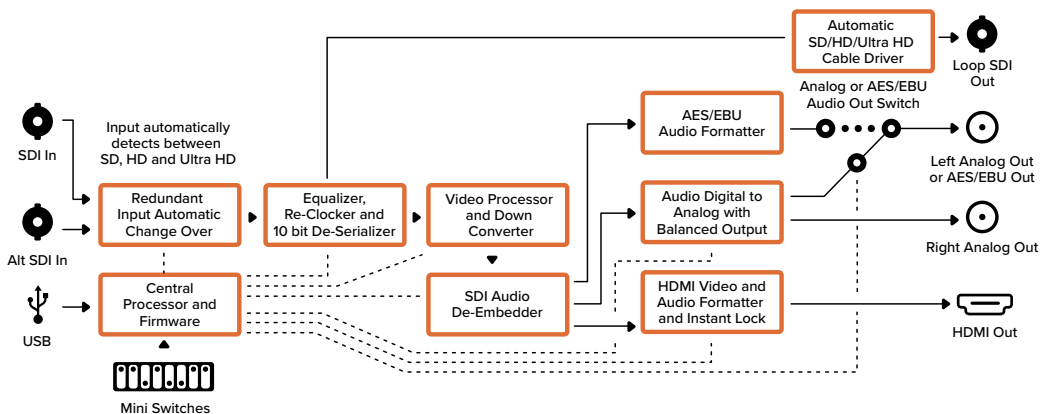 Automatic
SD/HD/Ultra HD
Cable Driver
Loop SDI
Out
Analog or AES/EBU
Audio Out Switch
AES/EBU
Audio Formatter
Input automatically
detects between
SD, HD and Ultra HD
SDI In
Left Analog Out
or AES/EBU Out
Redundant
Input Automatic
Change Over
Equalizer,
Re-Clocker and
10 bit De-Serializer
Video Processor
and Down
Converter
Audio Digital to
Analog with
Balanced Output
Right Analog Out
Alt SDI In
Central
Processor and
Firmware
SDI Audio
De-Embedder
HDMI Video and
Audio Formatter
and Instant Lock
USB
HDMI Out
Mini Switches